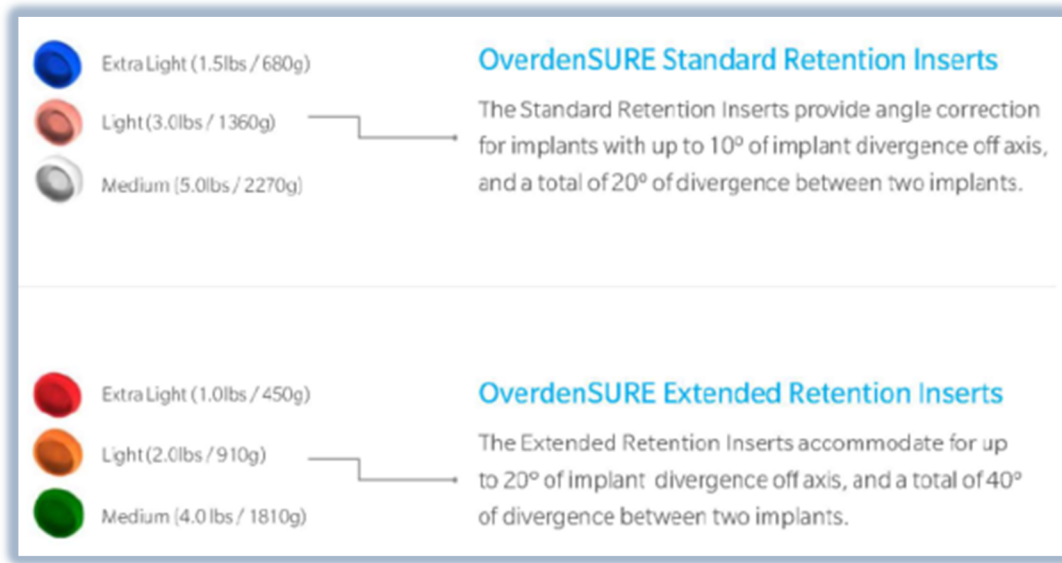 Extra Light (1.5lbs / 680g)
Light (3.0lbs / 1360g)
Medium (5.0lbs / 2270g)
OverdenSURE Standard Retention Inserts
The Standard Retention Inserts provide angle correction
for implants with up to 10º of implant divergence off axis,
and a total of 20º of divergence between two implants.
Extra Light (1.0lbs / 450g)
Light (2.0lbs / 910g)
Medium (4.0 lbs / 1810g)
OverdenSURE Extended Retention Inserts
The Extended Retention Inserts accommodate for up
to 20º of implant divergence off axis, and a total of 40º
of divergence between two implants.